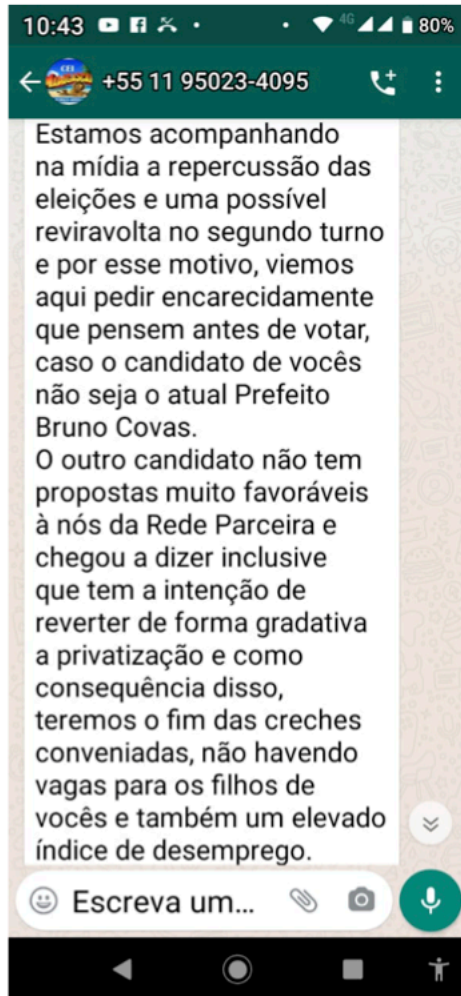 10:43 4G 80%
+55 11 95023-4095
Estamos acompanhando
na mídia a repercussão das
eleições e uma possível
reviravolta no segundo turno
e por esse motivo, viemos
aqui pedir encarecidamente
que pensem antes de votar,
caso o candidato de vocês
não seja o atual Prefeito
Bruno Covas.
O outro candidato não tem
propostas muito favoráveis
à nós da Rede Parceira e
chegou a dizer inclusive
que tem a intenção de
reverter de forma gradativa
a privatização e como
consequência disso,
teremos o fim das creches
conveniadas, não havendo
vagas para os filhos de
vocês e também um elevado
índice de desemprego.
Escreva um...